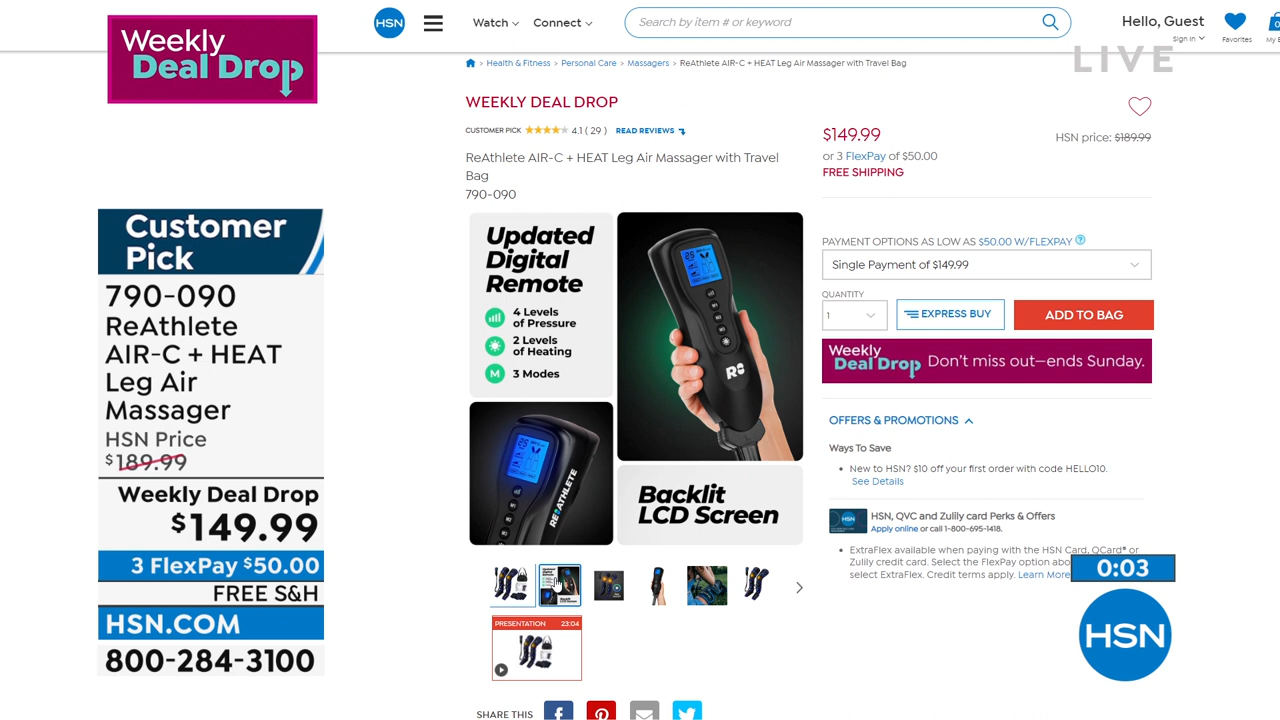 Weekly
Deal Drop
HSN
Watch
Connect
Search by item # or keyword
Hello, Guest
Sign In
Favorites
LIVE
> Health & Fitness > Personal Care > Massagers > ReAthlete AIR-C + HEAT Leg Air Massager with Travel Bag
WEEKLY DEAL DROP
CUSTOMER PICK 4.1 ( 29 ) READ REVIEWS
ReAthlete AIR-C + HEAT Leg Air Massager with Travel
Bag
790-090
Updated
Digital
Remote
4 Levels
of Pressure
2 Levels
of Heating
M 3 Modes
RE:ATHLETE
Backlit
LCD Screen
PRESENTATION 23:04
SHARE THIS
$149.99
HSN price: $189.99
or 3 FlexPay of $50.00
FREE SHIPPING
PAYMENT OPTIONS AS LOW AS $50.00 W/FLEXPAY
Single Payment of $149.99
QUANTITY
1
EXPRESS BUY
ADD TO BAG
Weekly
Deal Drop
Don't miss out—ends Sunday.
OFFERS & PROMOTIONS
Ways To Save
New to HSN? $10 off your first order with code HELLO10.
See Details
HSN, QVC and Zulily card Perks & Offers
Apply online or call 1-800-695-1418.
ExtraFlex available when paying with the HSN Card, QCard® or
Zulily credit card. Select the FlexPay option
select ExtraFlex. Credit terms apply. Learn More
0:03
HSN
Customer
Pick
790-090
ReAthlete
AIR-C + HEAT
Leg Air
Massager
HSN Price
$189.99
Weekly Deal Drop
$149.99
3 FlexPay $50.00
FREE S&H
HSN.COM
800-284-3100